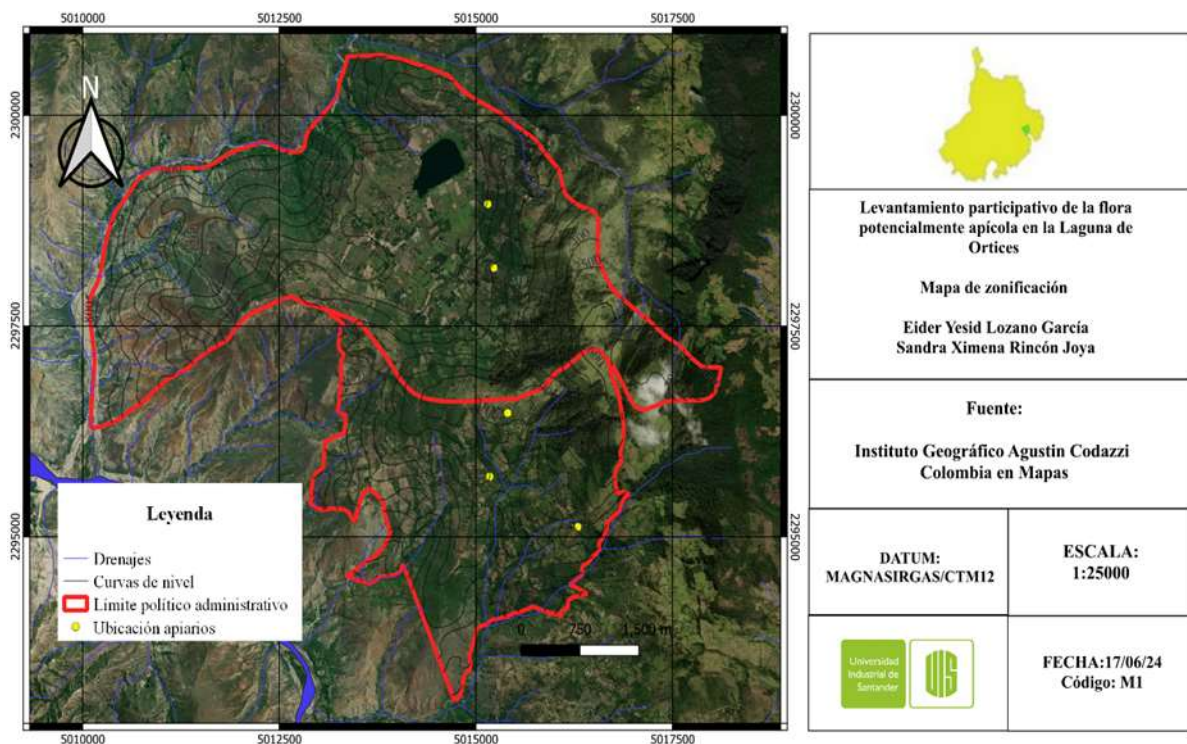 5010000 5012500 5015000 5017500
2300000
2297500
2295000
N
2300000
2297500
2295000
Leyenda
Drenajes
Curvas de nivel
Límite político administrativo
Ubicación apiarios
0 750 1,500 m
5010000 5012500 5015000 5017500
Levantamiento participativo de la flora
potencialmente apícola en la Laguna de
Ortices
Mapa de zonificación
Eider Yesid Lozano García
Sandra Ximena Rincón Joya
Fuente:
Instituto Geográfico Agustin Codazzi
Colombia en Mapas
DATUM:
MAGNASIRGAS/CTM12
ESCALA:
1:25000
Universidad
Industrial de
Santander
UIS
FECHA:17/06/24
Código: M1